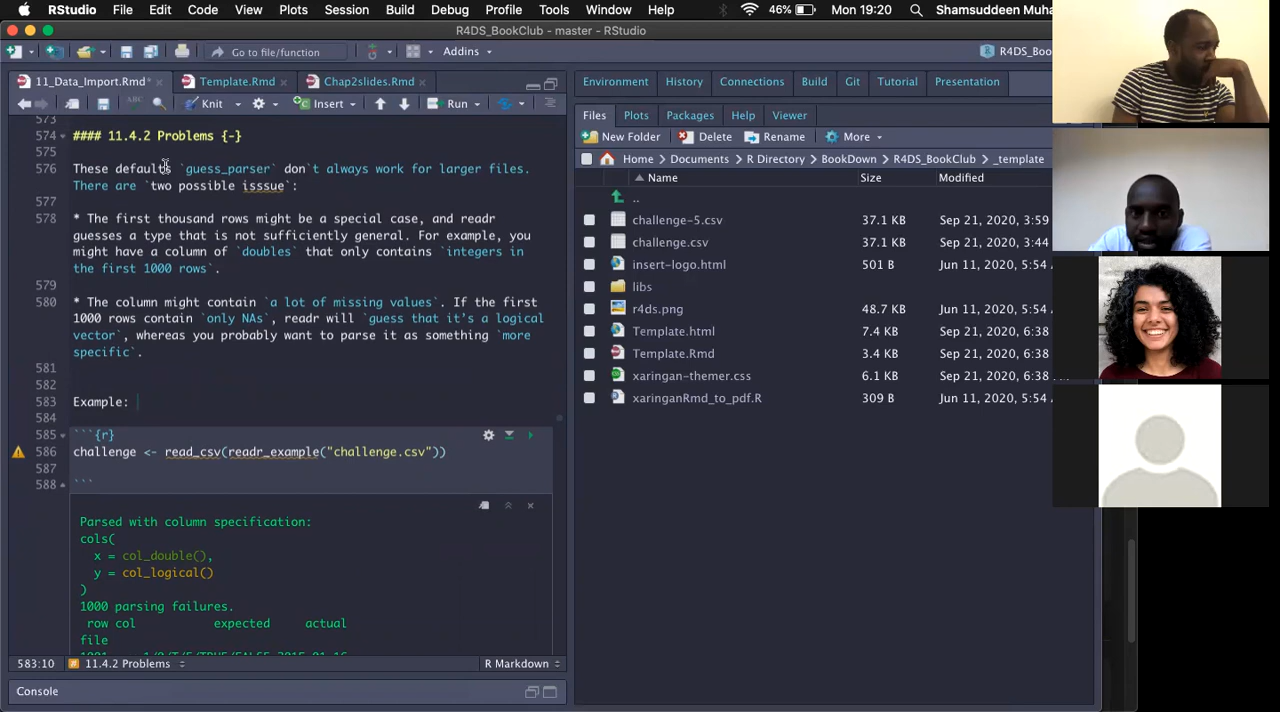 RStudio File Edit Code View Plots Session Build Debug Profile Tools Window Help 46% Mon 19:20 Shamsuddeen Muha
R4DS_BookClub - master - RStudio
Go to file/function Addins R4DS_Boo
11_Data_Import.Rmd* Template.Rmd Chap2slides.Rmd
Environment History Connections Build Git Tutorial Presentation
ABC Knit Insert Run
Files Plots Packages Help Viewer
New Folder Delete Rename More
Home Documents R Directory BookDown R4DS_BookClub _template
Name Size Modified
..
challenge-5.csv 37.1 KB Sep 21, 2020, 3:59
challenge.csv 37.1 KB Sep 21, 2020, 3:44
insert-logo.html 501 B Jun 11, 2020, 5:54
libs
r4ds.png 48.7 KB Jun 11, 2020, 5:54
Template.html 7.4 KB Sep 21, 2020, 6:38
Template.Rmd 3.4 KB Sep 21, 2020, 6:38
xaringan-themer.css 6.1 KB Sep 21, 2020, 6:38
xaringanRmd_to_pdf.R 309 B Jun 11, 2020, 5:54
573
574 #### 11.4.2 Problems {-}
575
576 These defaults `guess_parser` don`t always work for larger files.
There are `two possible isssue`:
577
578 * The first thousand rows might be a special case, and readr
guesses a type that is not sufficiently general. For example, you
might have a column of `doubles` that only contains `integers in
the first 1000 rows`.
579
580 * The column might contain `a lot of missing values`. If the first
1000 rows contain `only NAs`, readr will `guess that it's a logical
vector`, whereas you probably want to parse it as something `more
specific`.
581
582
583 Example:
584
585 ```{r}
586 challenge <- read_csv(readr_example("challenge.csv"))
587
588 ```
Parsed with column specification:
cols(
x = col_double(),
y = col_logical()
)
1000 parsing failures.
row col expected actual
file
1001 1/0/T/F/TRUE/FALSE 2015-01-16
583:10 11.4.2 Problems R Markdown
Console